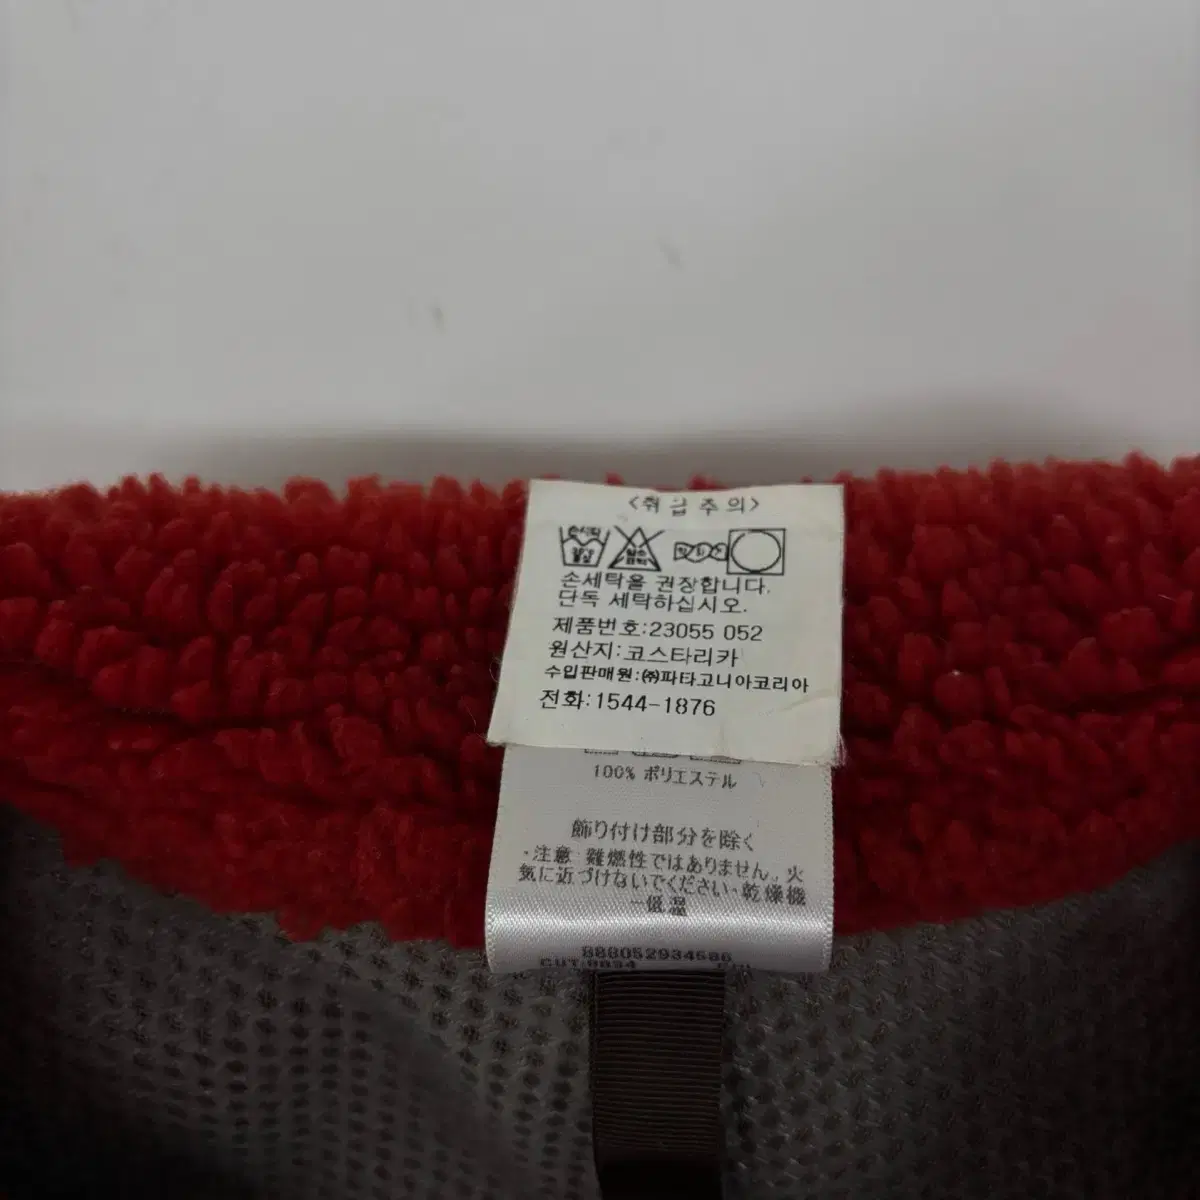 <취급주의>
손세탁을 권장합니다.
단독 세탁하십시오.
제품번호:23055 052
원산지:코스타리카
수입판매원:㈜파타고니아코리아
전화:1544-1876
100% ポリエステル
飾り付け部分を除く
・注意 難燃性ではありません。火
気に近づけないでください・乾燥機
－低温
888052934586